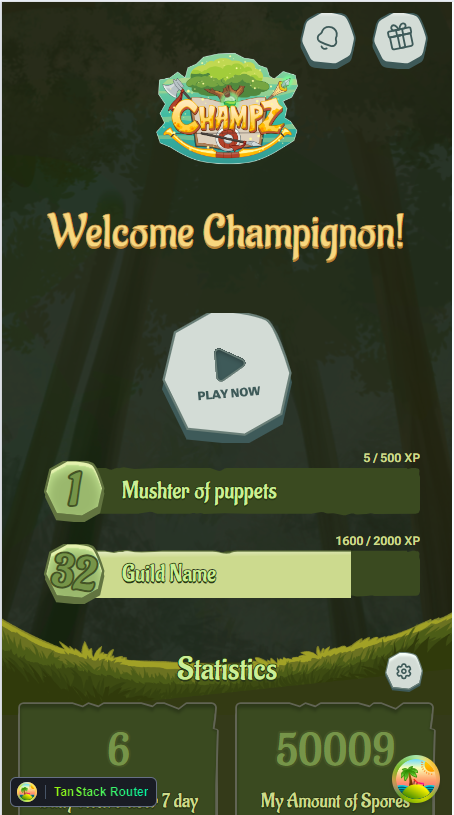 CHAMPZ
Welcome Champignon!
PLAY NOW
5 / 500 XP
1
Mushter of puppets
1600 / 2000 XP
32
Guild Name
Statistics
6
50009
7 day
My Amount of Spores
TanStack Router